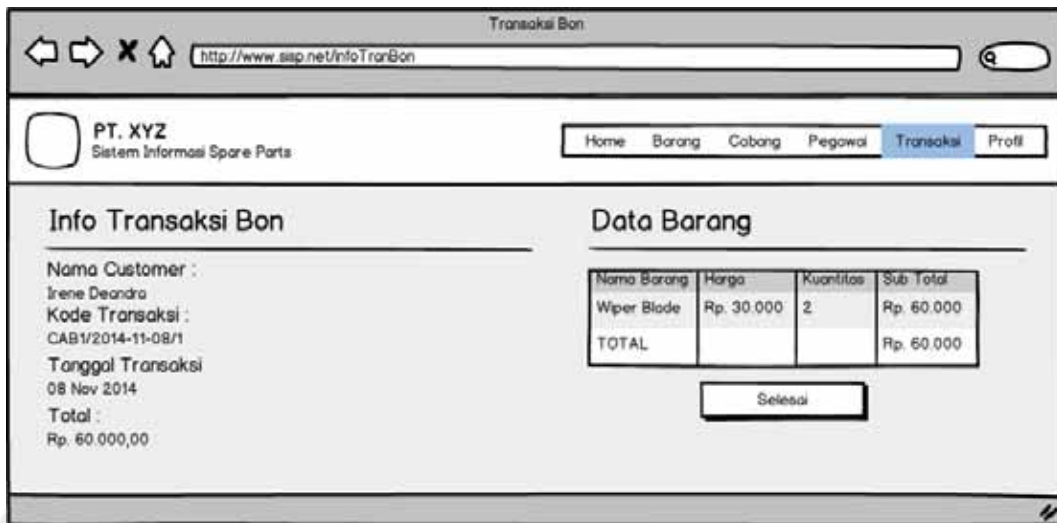 Transaksi Bon
http://www.sisp.net/infoTranBon
PT. XYZ
Sistem Informasi Spare Parts
Home Barang Cabang Pegawai Transaksi Profil
Info Transaksi Bon
Nama Customer :
Irene Deandra
Kode Transaksi :
CAB1/2014-11-08/1
Tanggal Transaksi
08 Nov 2014
Total :
Rp. 60.000,00
Data Barang
Nama Barang Harga Kuantitas Sub Total
Wiper Blade Rp. 30.000 2 Rp. 60.000
TOTAL Rp. 60.000
Selesai